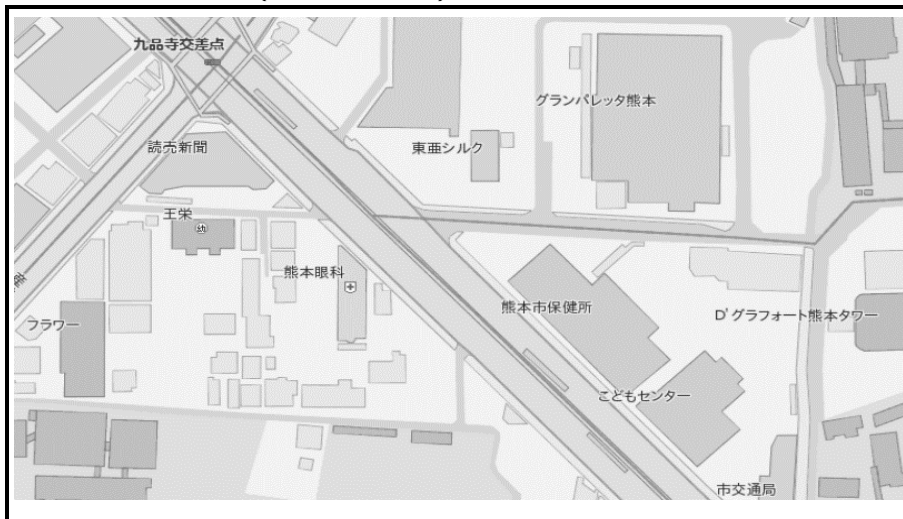 九品寺交差点
グランパレッタ熊本
読売新聞
東亜シルク
王栄
幼
熊本眼科
熊本市保健所
D'グラフォート熊本タワー
フラワー
こどもセンター
市交通局